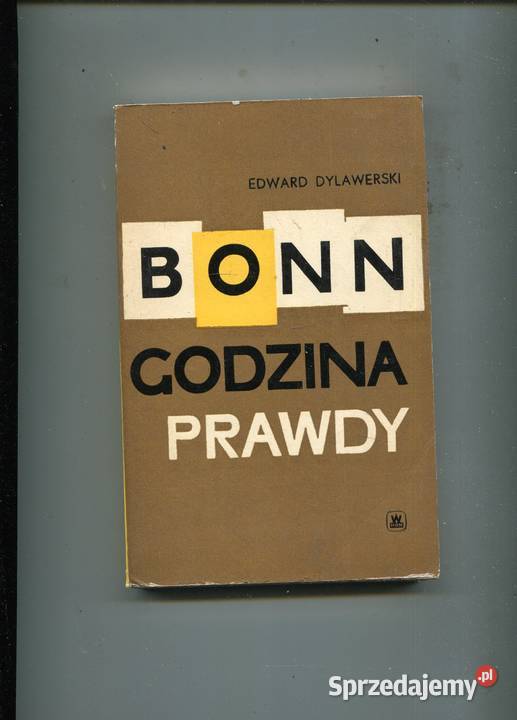 EDWARD DYLAWERSKI
BONN
GODZINA
PRAWDY
W
Sprzedajemy.pl